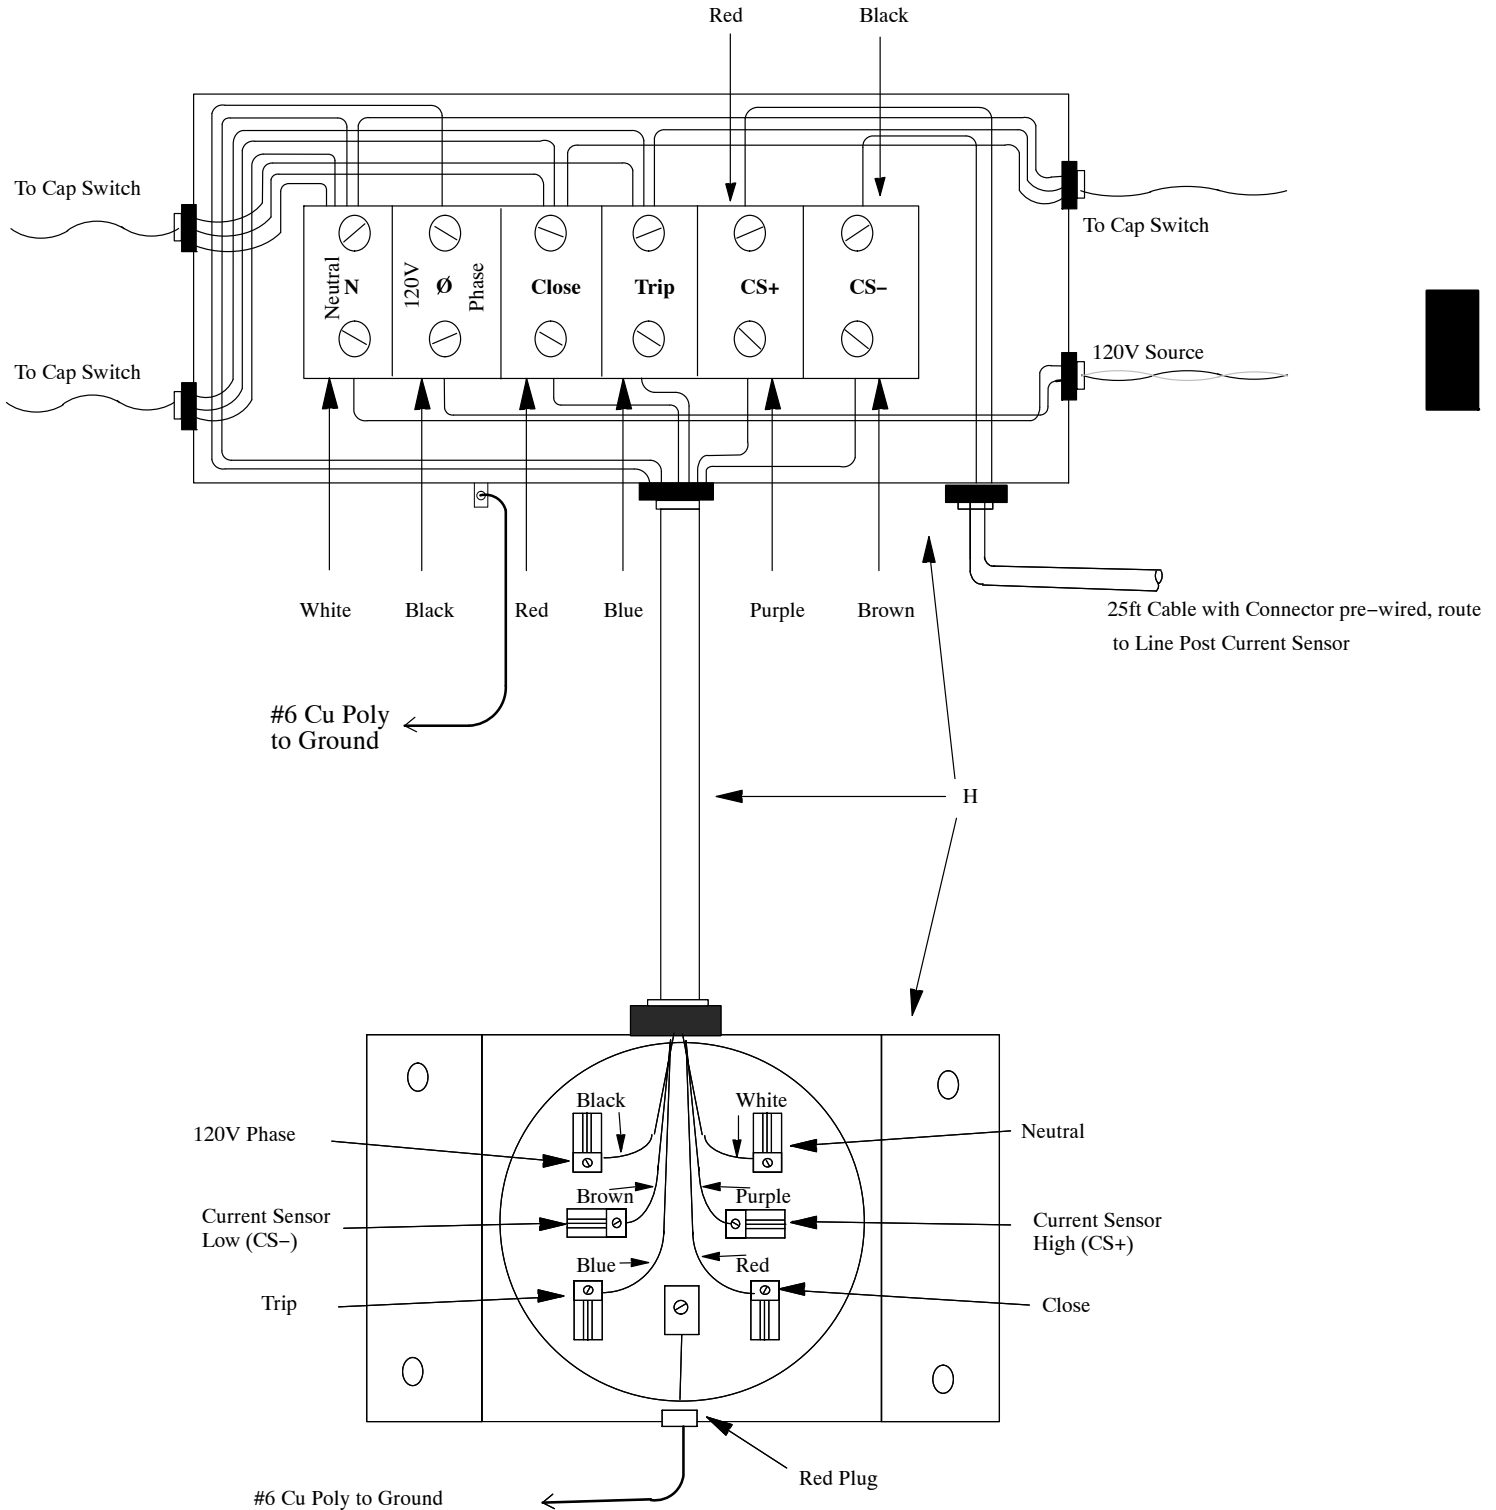 Red
Black
To Cap Switch
To Cap Switch
Neutral
N
120V
Ø
Phase
Close
Trip
CS+
CS−
To Cap Switch
120V Source
White
Black
Red
Blue
Purple
Brown
25ft Cable with Connector pre−wired, route
to Line Post Current Sensor
#6 Cu Poly
to Ground
H
Black
White
120V Phase
Neutral
Brown
Purple
Current Sensor
Low (CS−)
Current Sensor
High (CS+)
Blue
Red
Trip
Close
Red Plug
#6 Cu Poly to Ground